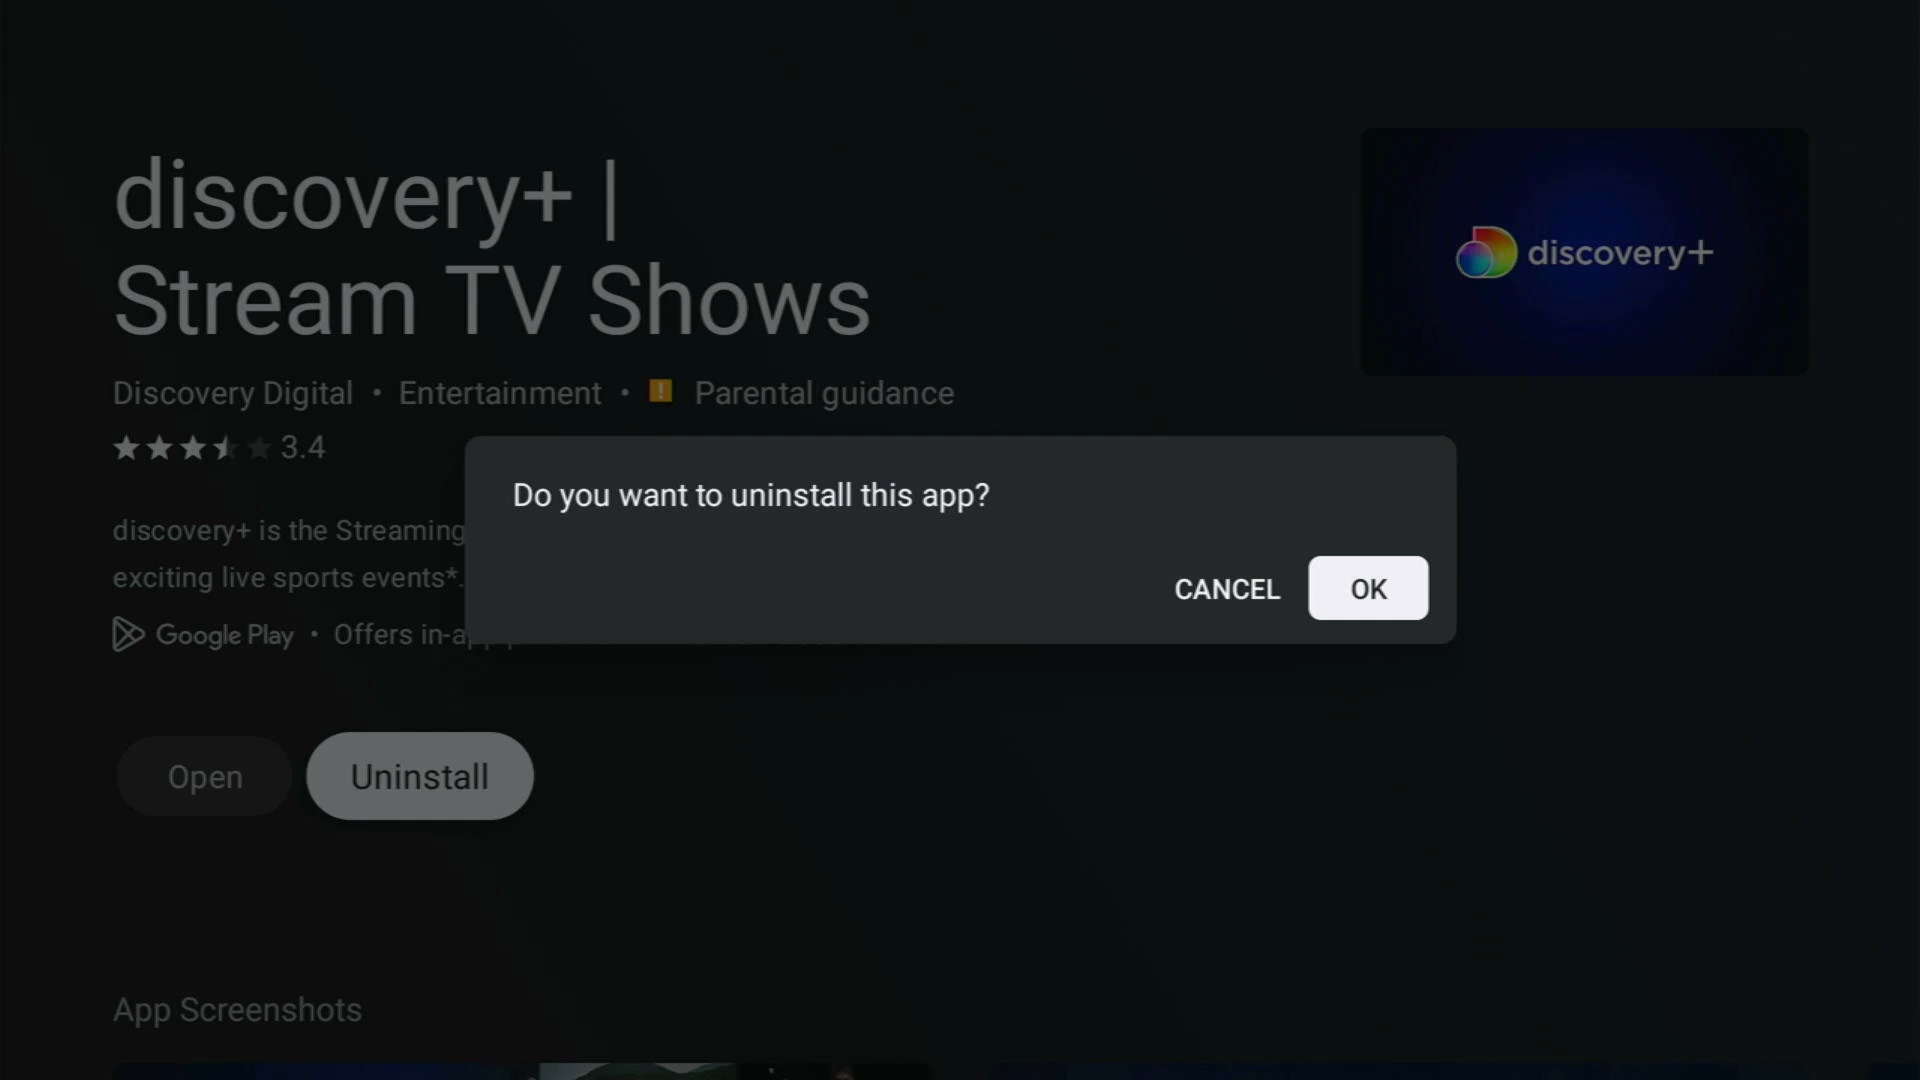 discovery+ |
Stream TV Shows
discovery+
Discovery Digital • Entertainment • Parental guidance
3.4
Do you want to uninstall this app?
discovery+ is the Streaming
exciting live sports events*.
CANCEL OK
Google Play • Offers in-app
Open Uninstall
App Screenshots